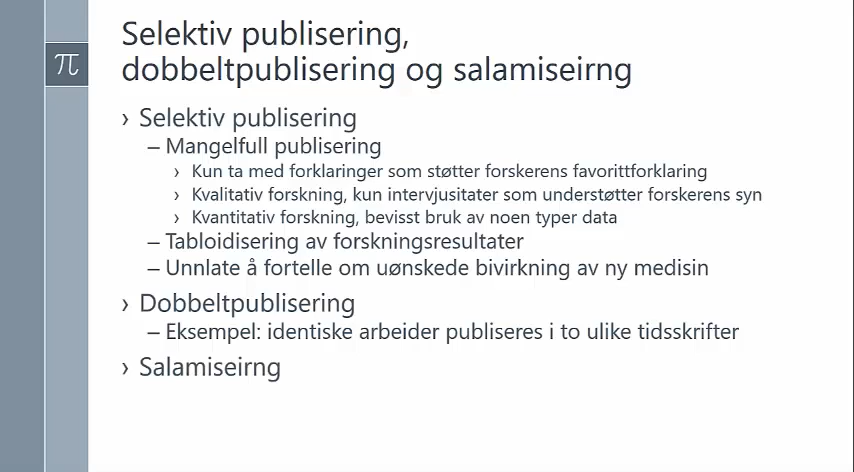 Selektiv publisering,
dobbeltpublisering og salamiseirng
π
› Selektiv publisering
– Mangelfull publisering
› Kun ta med forklaringer som støtter forskerens favorittforklaring
› Kvalitativ forskning, kun intervjusitater som understøtter forskerens syn
› Kvantitativ forskning, bevisst bruk av noen typer data
– Tabloidisering av forskningsresultater
– Unnlate å fortelle om uønskede bivirkning av ny medisin
› Dobbeltpublisering
– Eksempel: identiske arbeider publiseres i to ulike tidsskrifter
› Salamiseirng